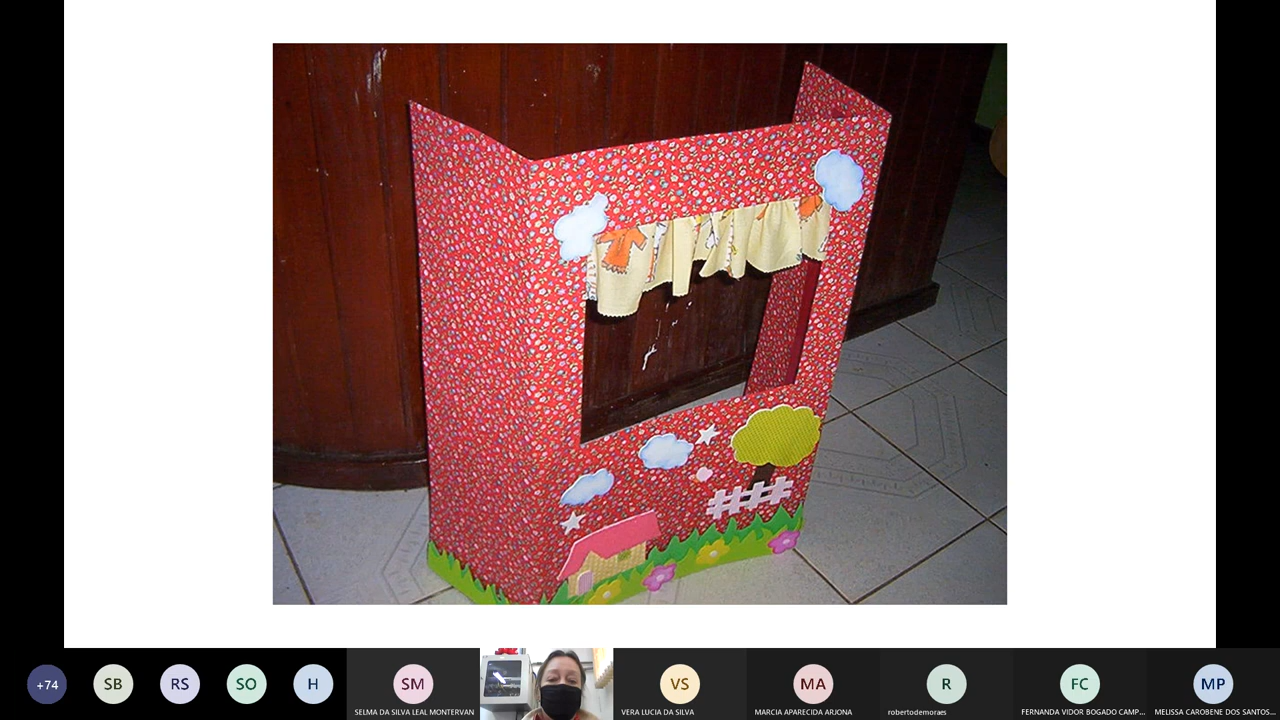 +74
SB
RS
SO
H
SM
SELMA DA SILVA LEAL MONTERVAN
VS
VERA LUCIA DA SILVA
MA
MARCIA APARECIDA ARJONA
R
robertodemoraes
FC
FERNANDA VIDOR BOGADO CAMP...
MP
MELISSA CAROBENE DOS SANTOS...